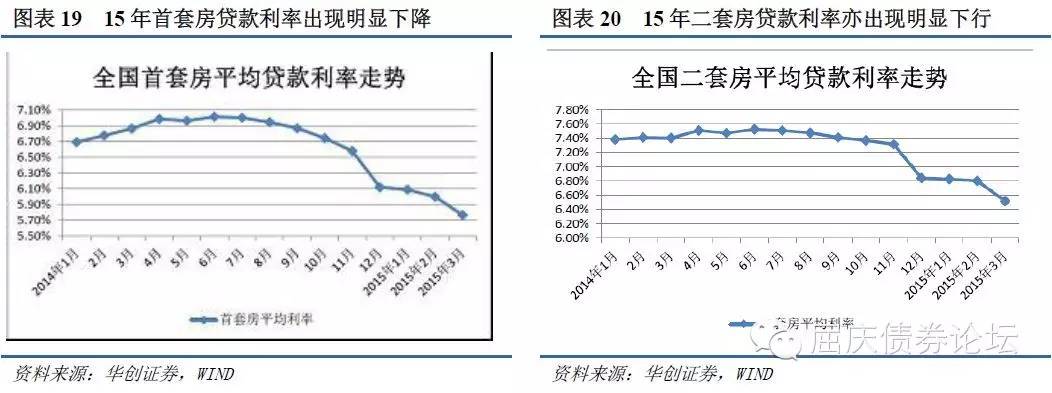 图表 19 15 年首套房贷款利率出现明显下降
全国首套房平均贷款利率走势
7.10%
6.90%
6.70%
6.50%
6.30%
6.10%
5.90%
5.70%
5.50%
2014年1月
2月
3月
4月
5月
6月
7月
8月
9月
10月
11月
12月
2015年1月
2015年2月
2015年3月
首套房平均利率
资料来源：华创证券，WIND
图表 20 15 年二套房贷款利率亦出现明显下行
全国二套房平均贷款利率走势
7.80%
7.60%
7.40%
7.20%
7.00%
6.80%
6.60%
6.40%
6.20%
6.00%
2014年1月
2月
3月
4月
5月
6月
7月
8月
9月
10月
11月
12月
2015年1月
2015年2月
2015年3月
套房平均利率
屈庆债券论坛
资料来源：华创证券，WIND